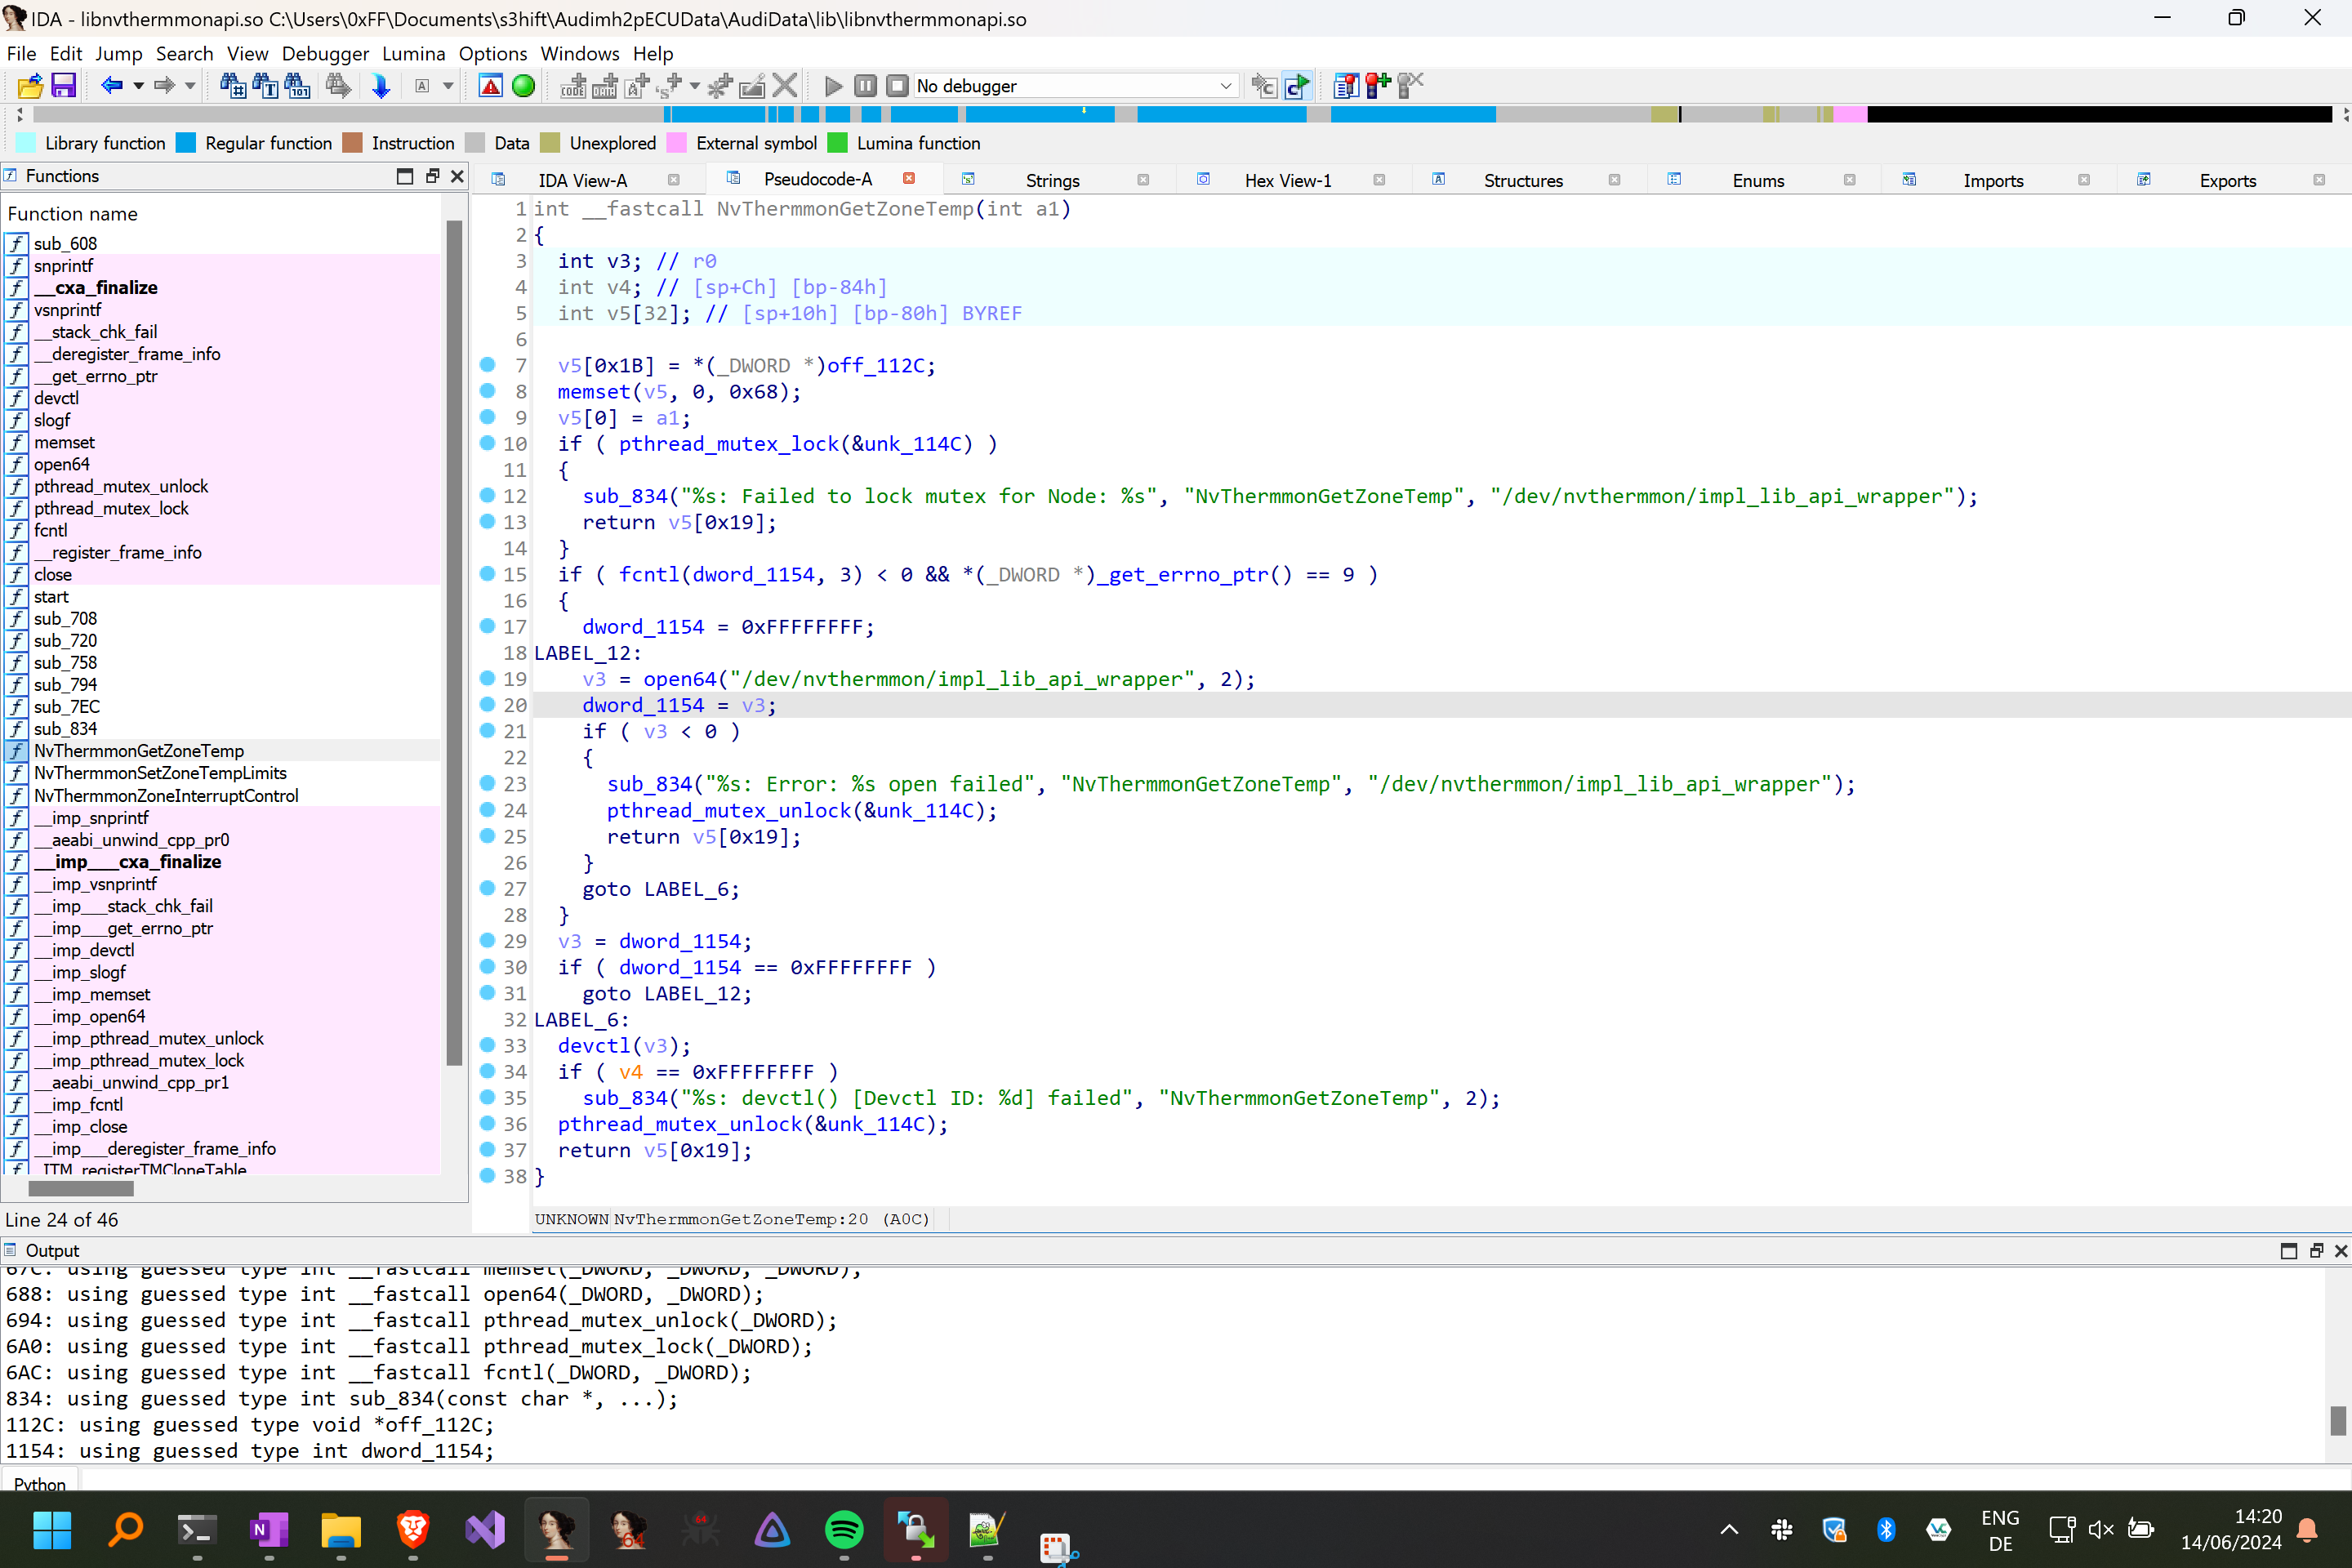 IDA - libnvthermmonapi.so C:\Users\0xFF\Documents\s3hift\Audimh2pECUData\AudiData\lib\libnvthermmonapi.so
File Edit Jump Search View Debugger Lumina Options Windows Help
No debugger
Library function Regular function Instruction Data Unexplored External symbol Lumina function
Functions
IDA View-A Pseudocode-A Strings Hex View-1 Structures Enums Imports Exports
Function name
sub_608
snprintf
__cxa_finalize
vsnprintf
__stack_chk_fail
__deregister_frame_info
__get_errno_ptr
devctl
slogf
memset
open64
pthread_mutex_unlock
pthread_mutex_lock
fcntl
__register_frame_info
close
start
sub_708
sub_720
sub_758
sub_794
sub_7EC
sub_834
NvThermmonGetZoneTemp
NvThermmonSetZoneTempLimits
NvThermmonZoneInterruptControl
__imp_snprintf
__aeabi_unwind_cpp_pr0
__imp___cxa_finalize
__imp_vsnprintf
__imp___stack_chk_fail
__imp___get_errno_ptr
__imp_devctl
__imp_slogf
__imp_memset
__imp_open64
__imp_pthread_mutex_unlock
__imp_pthread_mutex_lock
__aeabi_unwind_cpp_pr1
__imp_fcntl
__imp_close
__imp___deregister_frame_info
_ITM_registerTMCloneTable
Line 24 of 46
1 int __fastcall NvThermmonGetZoneTemp(int a1)
2 {
3 int v3; // r0
4 int v4; // [sp+Ch] [bp-84h]
5 int v5[32]; // [sp+10h] [bp-80h] BYREF
6
7 v5[0x1B] = *(_DWORD *)off_112C;
8 memset(v5, 0, 0x68);
9 v5[0] = a1;
10 if ( pthread_mutex_lock(&unk_114C) )
11 {
12 sub_834("%s: Failed to lock mutex for Node: %s", "NvThermmonGetZoneTemp", "/dev/nvthermmon/impl_lib_api_wrapper");
13 return v5[0x19];
14 }
15 if ( fcntl(dword_1154, 3) < 0 && *(_DWORD *)_get_errno_ptr() == 9 )
16 {
17 dword_1154 = 0xFFFFFFFF;
18 LABEL_12:
19 v3 = open64("/dev/nvthermmon/impl_lib_api_wrapper", 2);
20 dword_1154 = v3;
21 if ( v3 < 0 )
22 {
23 sub_834("%s: Error: %s open failed", "NvThermmonGetZoneTemp", "/dev/nvthermmon/impl_lib_api_wrapper");
24 pthread_mutex_unlock(&unk_114C);
25 return v5[0x19];
26 }
27 goto LABEL_6;
28 }
29 v3 = dword_1154;
30 if ( dword_1154 == 0xFFFFFFFF )
31 goto LABEL_12;
32 LABEL_6:
33 devctl(v3);
34 if ( v4 == 0xFFFFFFFF )
35 sub_834("%s: devctl() [Devctl ID: %d] failed", "NvThermmonGetZoneTemp", 2);
36 pthread_mutex_unlock(&unk_114C);
37 return v5[0x19];
38 }
UNKNOWN NvThermmonGetZoneTemp:20 (A0C)
Output
67C: using guessed type int __fastcall memset(_DWORD, _DWORD, _DWORD);
688: using guessed type int __fastcall open64(_DWORD, _DWORD);
694: using guessed type int __fastcall pthread_mutex_unlock(_DWORD);
6A0: using guessed type int __fastcall pthread_mutex_lock(_DWORD);
6AC: using guessed type int __fastcall fcntl(_DWORD, _DWORD);
834: using guessed type int sub_834(const char *, ...);
112C: using guessed type void *off_112C;
1154: using guessed type int dword_1154;
Python
ENG
DE
14:20
14/06/2024